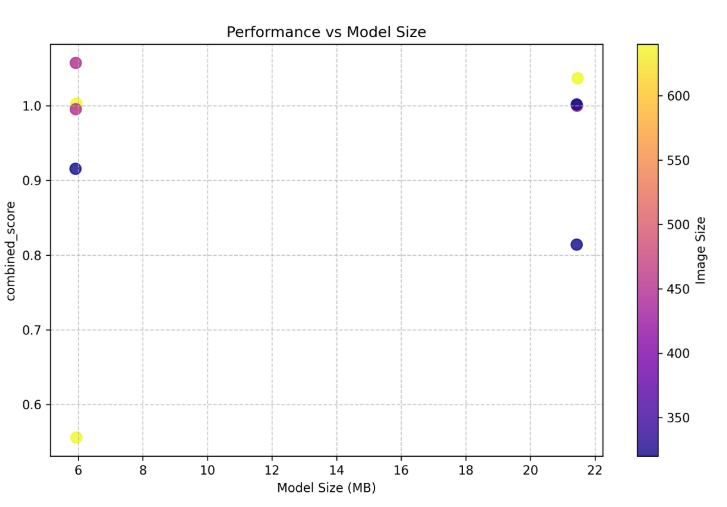 Performance vs Model Size
combined_score
1.0
0.9
0.8
0.7
0.6
6 8 10 12 14 16 18 20 22
Model Size (MB)
600
550
500
450
400
350
Image Size